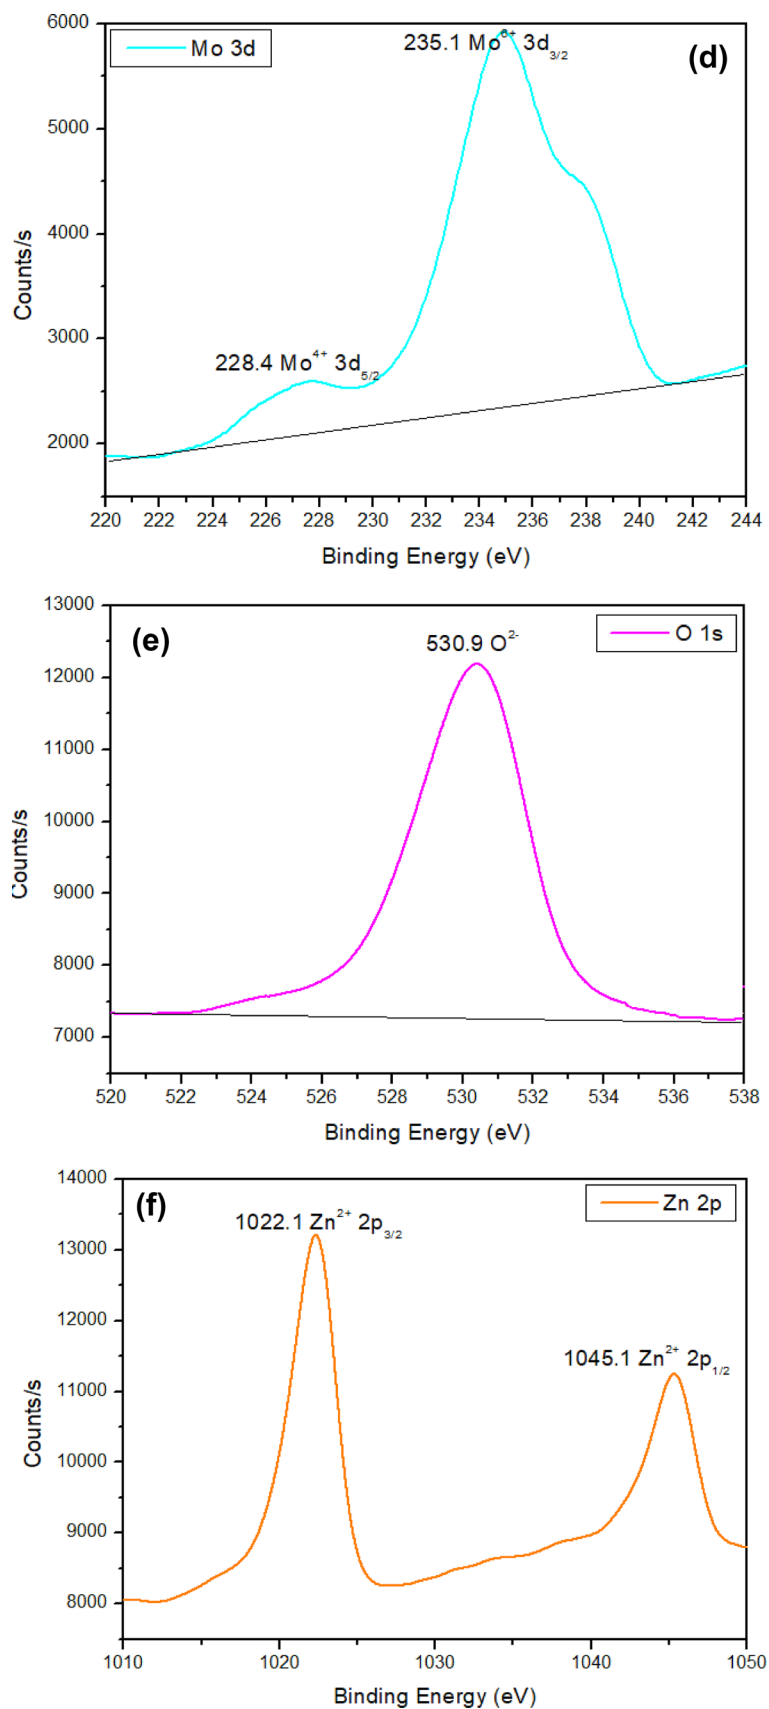 Mo 3d
235.1 Mo⁶⁺ 3d₃/₂
(d)
6000
5000
4000
3000
2000
Counts/s
228.4 Mo⁴⁺ 3d₅/₂
220 222 224 226 228 230 232 234 236 238 240 242 244
Binding Energy (eV)
13000
12000
11000
10000
9000
8000
7000
Counts/s
(e)
530.9 O²⁻
O 1s
520 522 524 526 528 530 532 534 536 538
Binding Energy (eV)
14000
13000
12000
11000
10000
9000
8000
Counts/s
(f)
Zn 2p
1022.1 Zn²⁺ 2p₃/₂
1045.1 Zn²⁺ 2p₁/₂
1010 1020 1030 1040 1050
Binding Energy (eV)